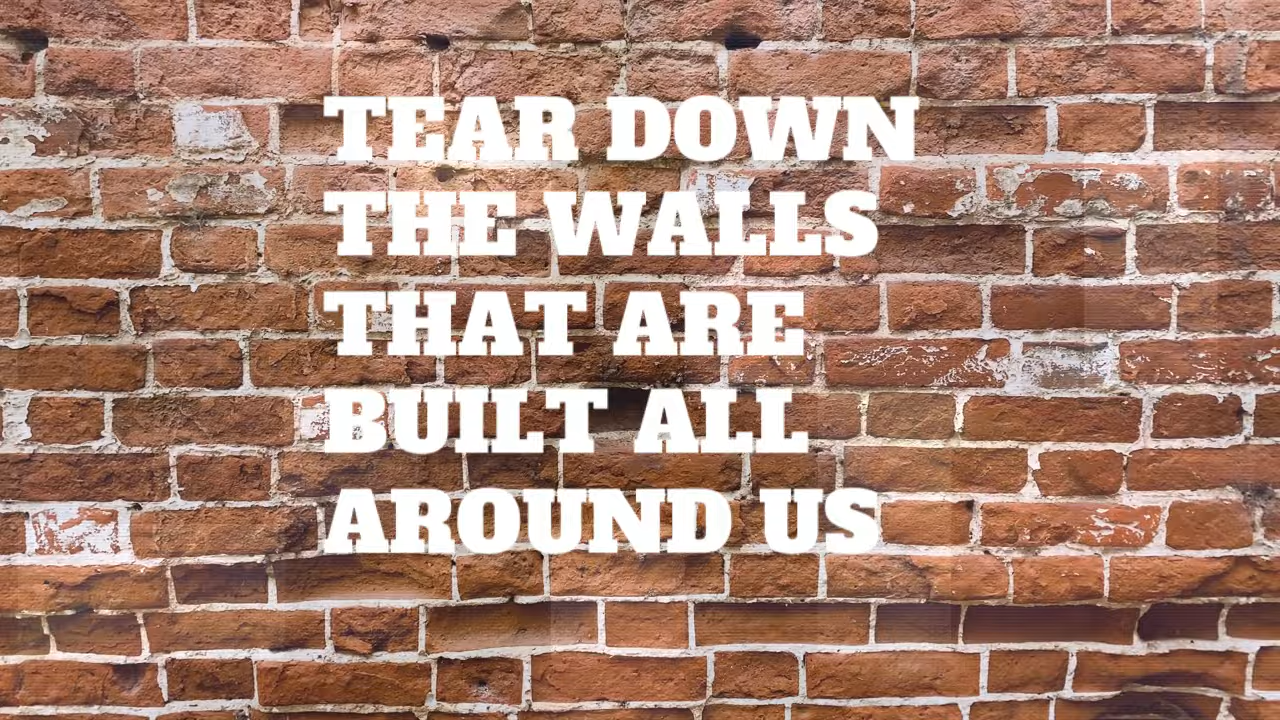 TEAR DOWN
THE WALLS
THAT ARE
BUILT ALL
AROUND US